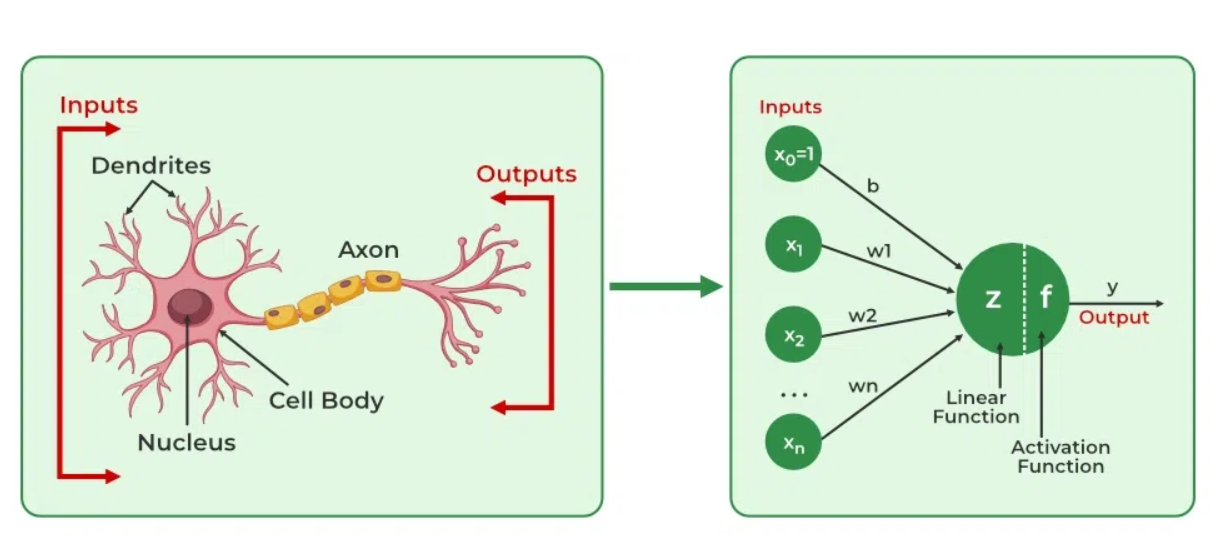 Inputs
Dendrites
Outputs
Axon
Cell Body
Nucleus
Inputs
x₀=1
b
x₁
w1
x₂
w2
...
xₙ
wn
z
f
y
Output
Linear
Function
Activation
Function